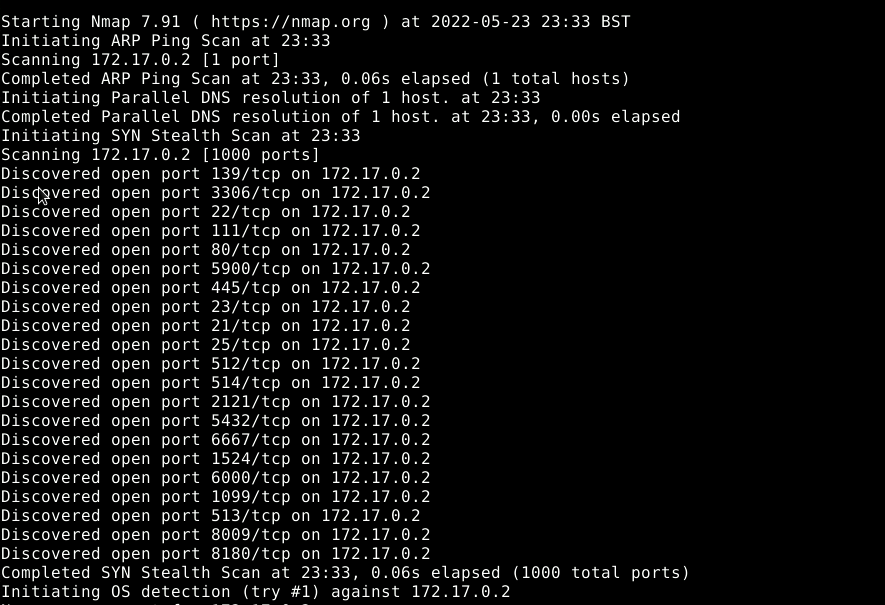 Starting Nmap 7.91 ( https://nmap.org ) at 2022-05-23 23:33 BST
Initiating ARP Ping Scan at 23:33
Scanning 172.17.0.2 [1 port]
Completed ARP Ping Scan at 23:33, 0.06s elapsed (1 total hosts)
Initiating Parallel DNS resolution of 1 host. at 23:33
Completed Parallel DNS resolution of 1 host. at 23:33, 0.00s elapsed
Initiating SYN Stealth Scan at 23:33
Scanning 172.17.0.2 [1000 ports]
Discovered open port 139/tcp on 172.17.0.2
Discovered open port 3306/tcp on 172.17.0.2
Discovered open port 22/tcp on 172.17.0.2
Discovered open port 111/tcp on 172.17.0.2
Discovered open port 80/tcp on 172.17.0.2
Discovered open port 5900/tcp on 172.17.0.2
Discovered open port 445/tcp on 172.17.0.2
Discovered open port 23/tcp on 172.17.0.2
Discovered open port 21/tcp on 172.17.0.2
Discovered open port 25/tcp on 172.17.0.2
Discovered open port 512/tcp on 172.17.0.2
Discovered open port 514/tcp on 172.17.0.2
Discovered open port 2121/tcp on 172.17.0.2
Discovered open port 5432/tcp on 172.17.0.2
Discovered open port 6667/tcp on 172.17.0.2
Discovered open port 1524/tcp on 172.17.0.2
Discovered open port 6000/tcp on 172.17.0.2
Discovered open port 1099/tcp on 172.17.0.2
Discovered open port 513/tcp on 172.17.0.2
Discovered open port 8009/tcp on 172.17.0.2
Discovered open port 8180/tcp on 172.17.0.2
Completed SYN Stealth Scan at 23:33, 0.06s elapsed (1000 total ports)
Initiating OS detection (try #1) against 172.17.0.2